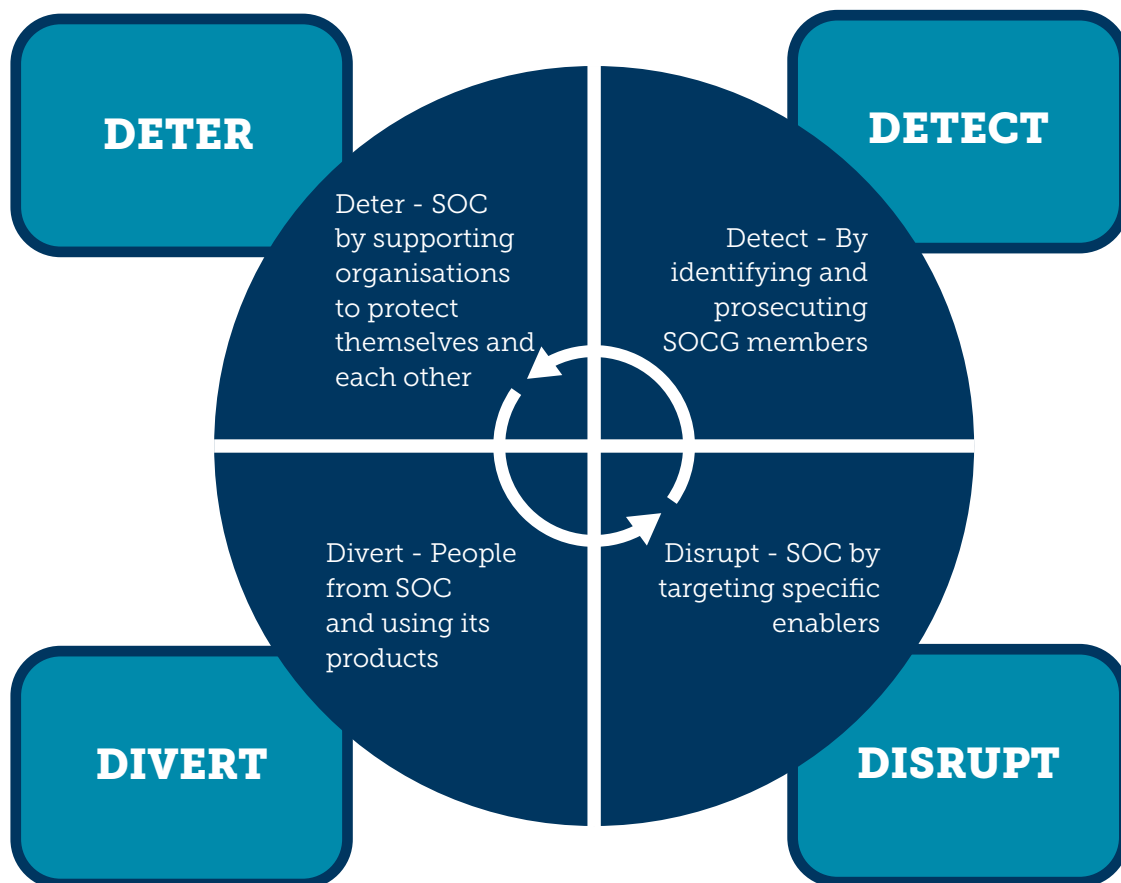 DETER
DETECT
Deter - SOC
by supporting
organisations
to protect
themselves and
each other
Detect - By
identifying and
prosecuting
SOCG members
Divert - People
from SOC
and using its
products
Disrupt - SOC by
targeting specific
enablers
DIVERT
DISRUPT